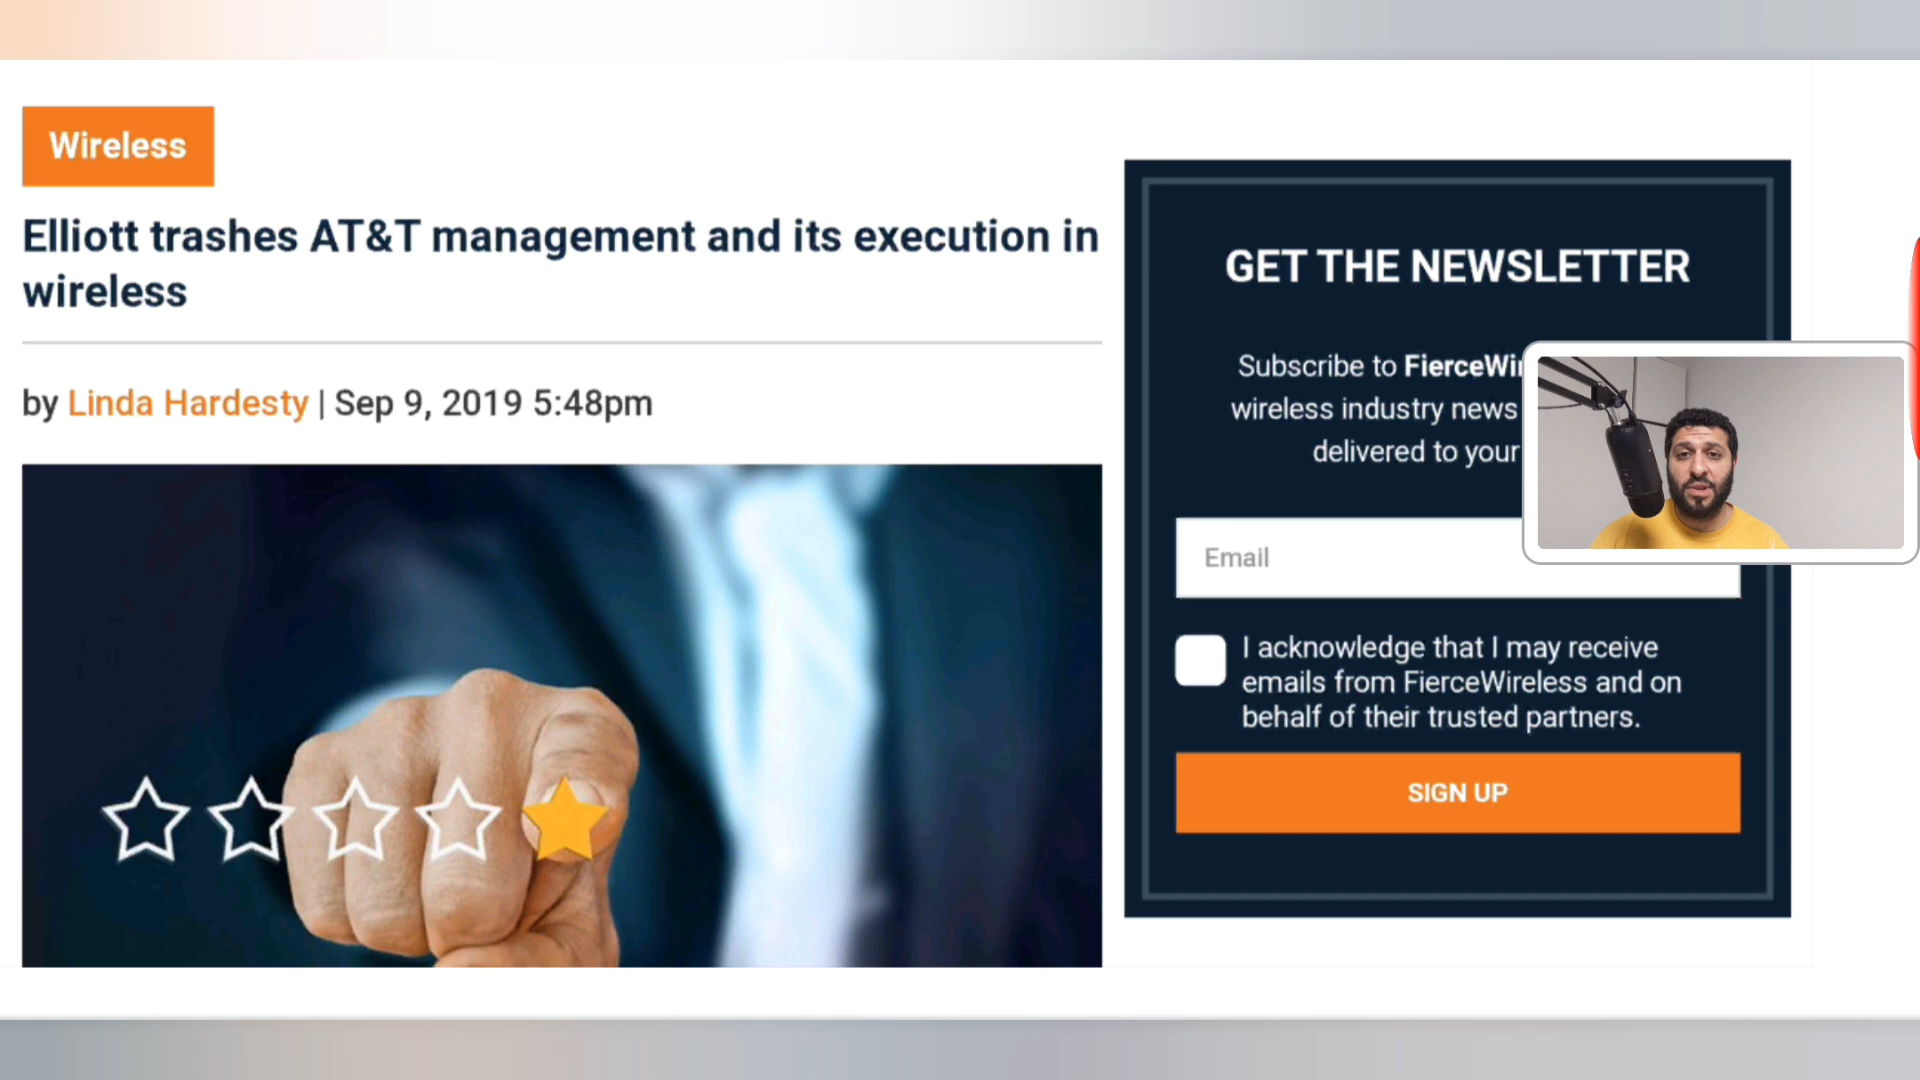 Wireless
Elliott trashes AT&T management and its execution in
wireless
by Linda Hardesty | Sep 9, 2019 5:48pm
GET THE NEWSLETTER
Subscribe to
wireless industry news
delivered to your
Email
I acknowledge that I may receive
emails from FierceWireless and on
behalf of their trusted partners.
SIGN UP